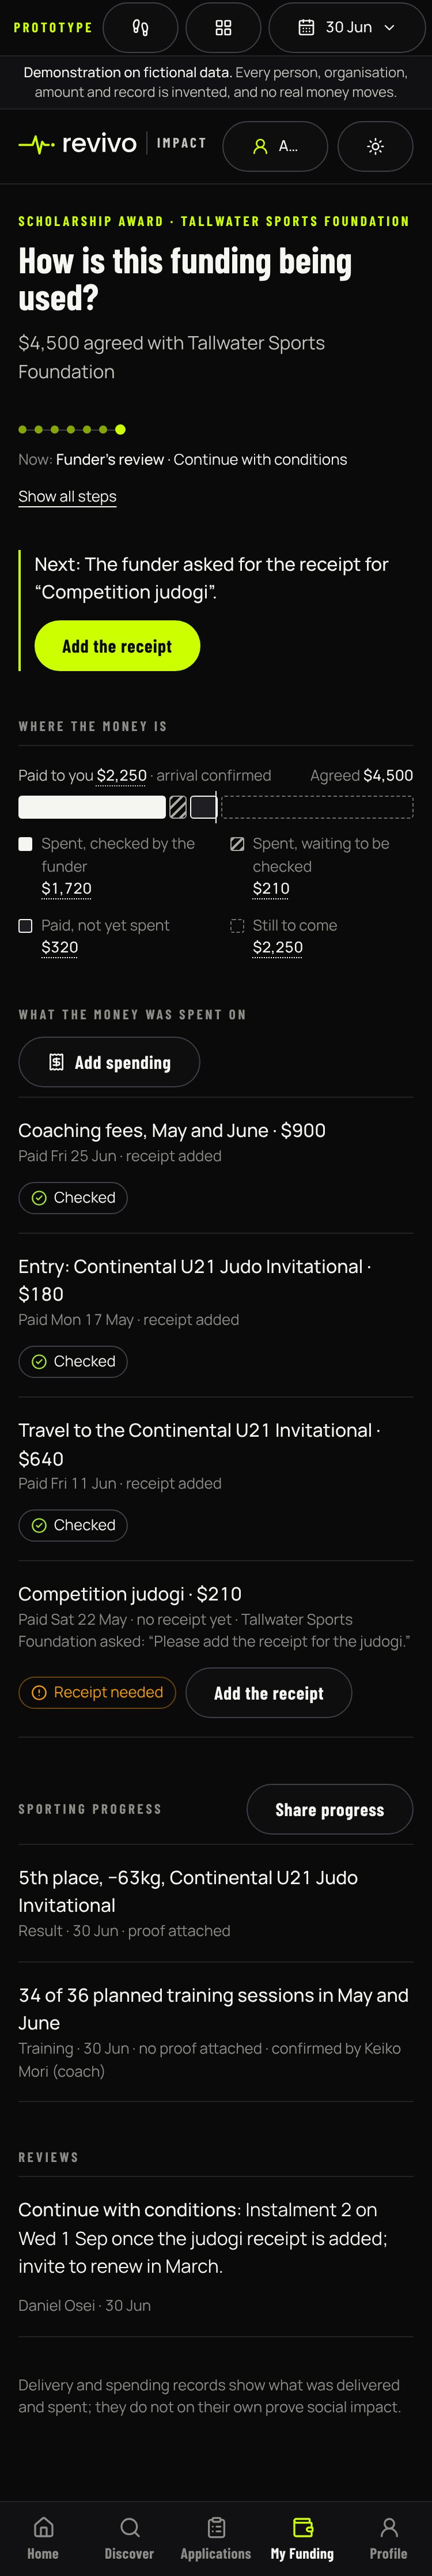 PROTOTYPE
30 Jun
Demonstration on fictional data. Every person, organisation,
amount and record is invented, and no real money moves.
revivo
IMPACT
A...
SCHOLARSHIP AWARD · TALLWATER SPORTS FOUNDATION
How is this funding being
used?
$4,500 agreed with Tallwater Sports
Foundation
Now: Funder's review · Continue with conditions
Show all steps
Next: The funder asked for the receipt for
“Competition judogi”.
Add the receipt
WHERE THE MONEY IS
Paid to you $2,250 · arrival confirmed
Agreed $4,500
Spent, checked by the
funder
$1,720
Spent, waiting to be
checked
$210
Paid, not yet spent
$320
Still to come
$2,250
WHAT THE MONEY WAS SPENT ON
Add spending
Coaching fees, May and June · $900
Paid Fri 25 Jun · receipt added
Checked
Entry: Continental U21 Judo Invitational ·
$180
Paid Mon 17 May · receipt added
Checked
Travel to the Continental U21 Invitational ·
$640
Paid Fri 11 Jun · receipt added
Checked
Competition judogi · $210
Paid Sat 22 May · no receipt yet · Tallwater Sports
Foundation asked: “Please add the receipt for the judogi.”
Receipt needed
Add the receipt
SPORTING PROGRESS
Share progress
5th place, −63kg, Continental U21 Judo
Invitational
Result · 30 Jun · proof attached
34 of 36 planned training sessions in May and
June
Training · 30 Jun · no proof attached · confirmed by Keiko
Mori (coach)
REVIEWS
Continue with conditions: Instalment 2 on
Wed 1 Sep once the judogi receipt is added;
invite to renew in March.
Daniel Osei · 30 Jun
Delivery and spending records show what was delivered
and spent; they do not on their own prove social impact.
Home
Discover
Applications
My Funding
Profile